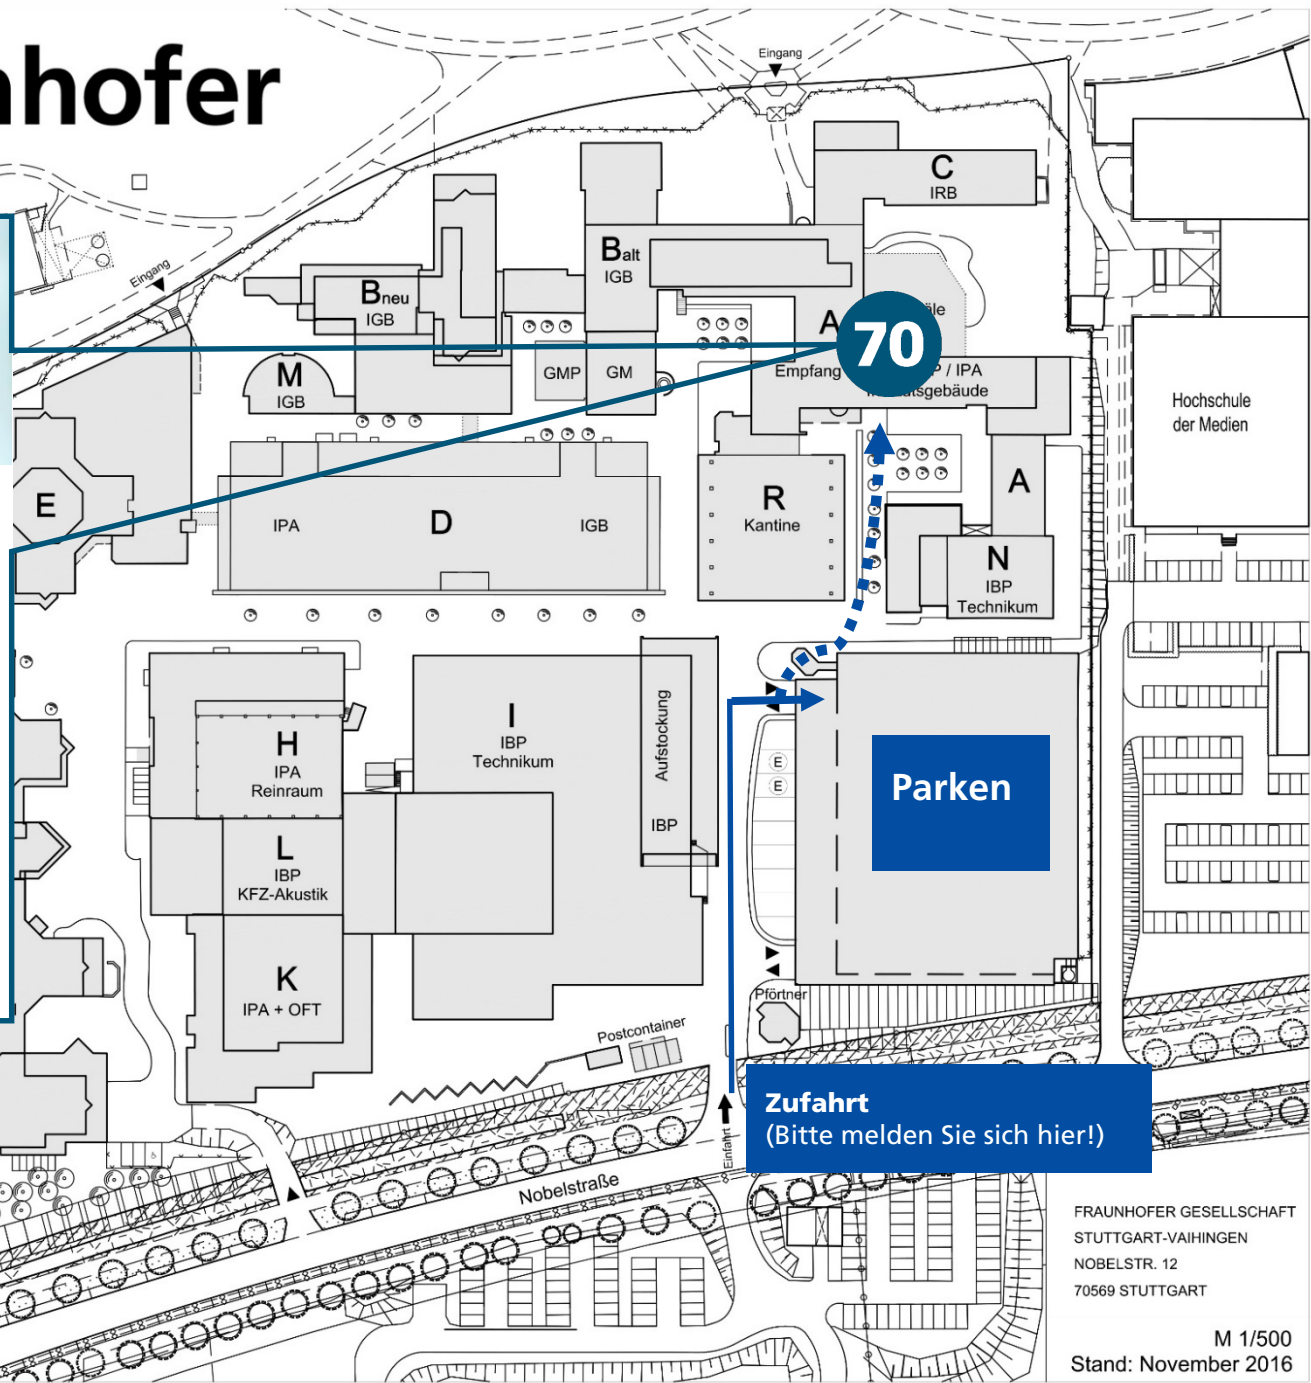 nhofer
Eingang
C
IRB
Balt
IGB
Eingang
Bneu
IGB
A
70
Empfang
/ IPA
M
IGB
GMP
GM
Hochschule
der Medien
E
IPA
D
IGB
R
Kantine
A
N
IBP
Technikum
H
IPA
Reinraum
I
IBP
Technikum
Aufstockung
IBP
E
E
Parken
L
IBP
KFZ-Akustik
K
IPA + OFT
Pförtner
Postcontainer
Zufahrt
(Bitte melden Sie sich hier!)
Einfahrt
Nobelstraße
FRAUNHOFER GESELLSCHAFT
STUTTGART-VAIHINGEN
NOBELSTR. 12
70569 STUTTGART
M 1/500
Stand: November 2016